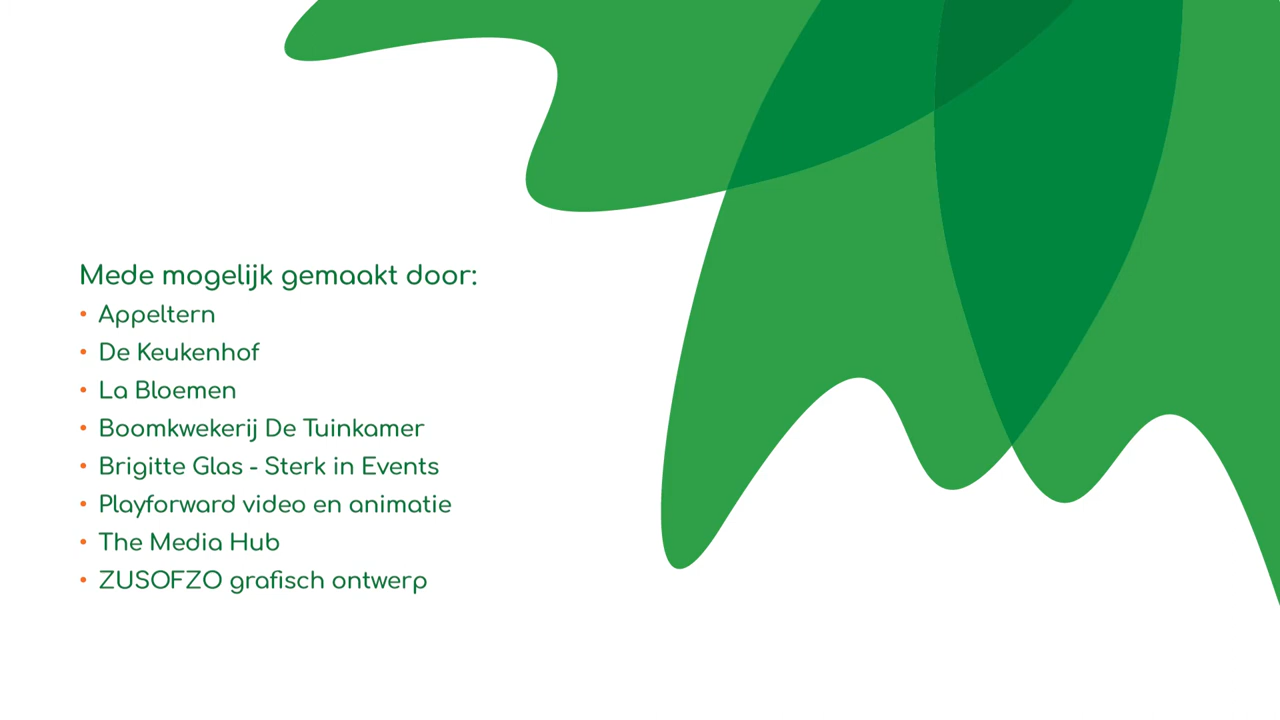 Mede mogelijk gemaakt door:
• Appeltern
• De Keukenhof
• La Bloemen
• Boomkwekerij De Tuinkamer
• Brigitte Glas - Sterk in Events
• Playforward video en animatie
• The Media Hub
• ZUSOFZO grafisch ontwerp